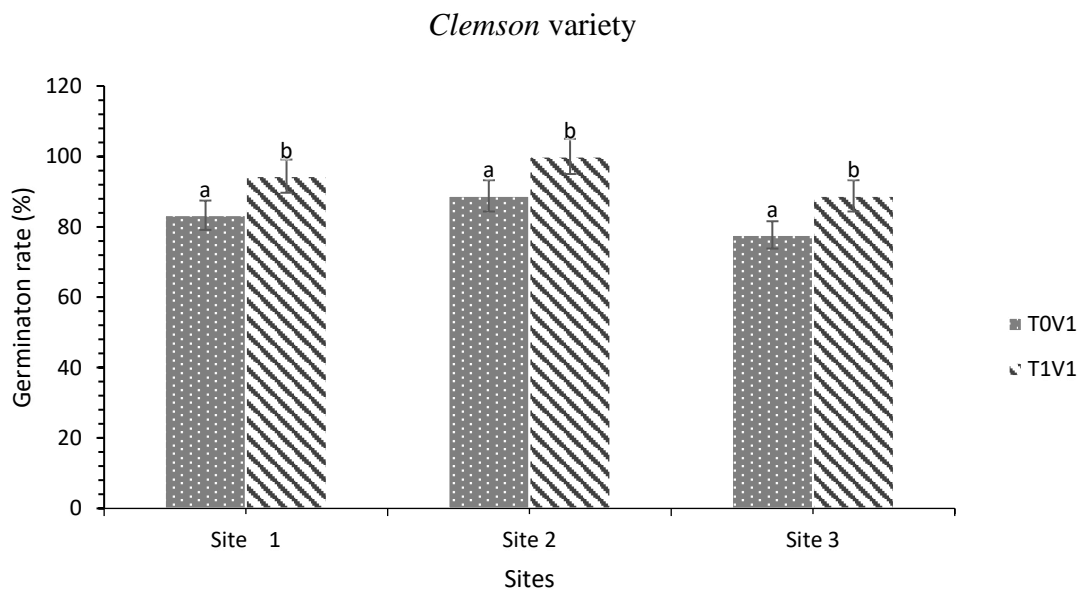 Clemson variety
120
100
80
60
40
20
0
Germinaton rate (%)
a
b
a
b
a
b
Site 1
Site 2
Site 3
Sites
T0V1
T1V1